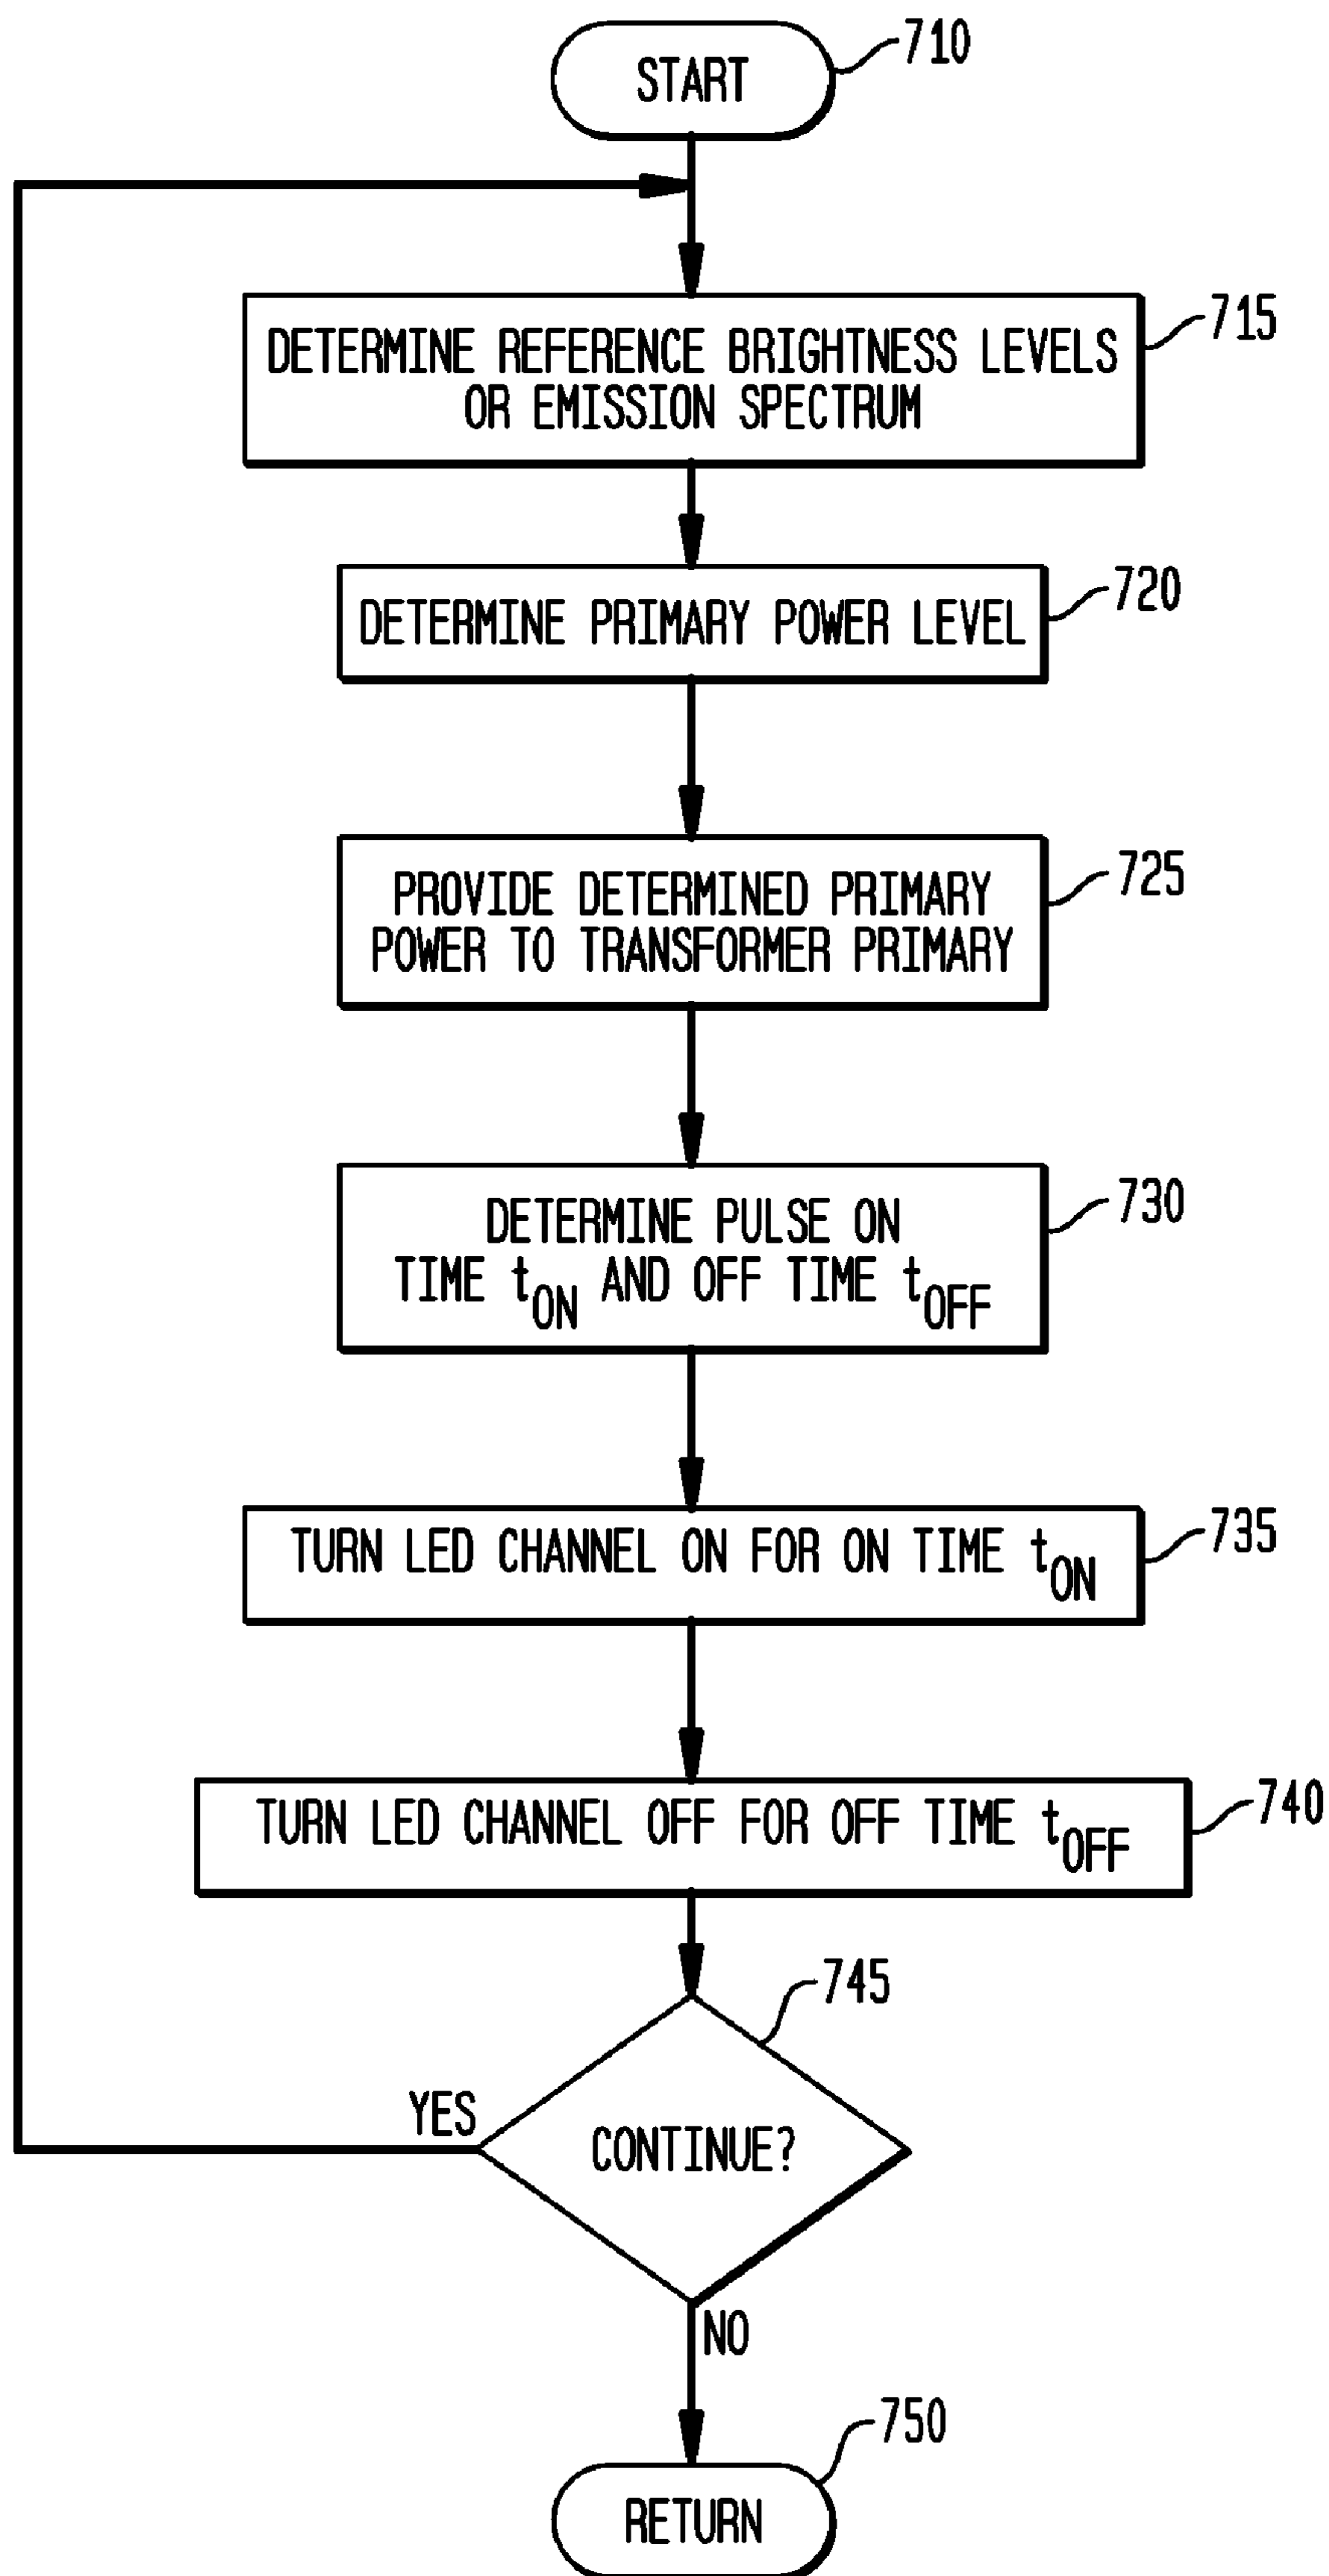 START
710
DETERMINE REFERENCE BRIGHTNESS LEVELS
OR EMISSION SPECTRUM
715
DETERMINE PRIMARY POWER LEVEL
720
PROVIDE DETERMINED PRIMARY
POWER TO TRANSFORMER PRIMARY
725
DETERMINE PULSE ON
TIME tON AND OFF TIME tOFF
730
TURN LED CHANNEL ON FOR ON TIME tON
735
TURN LED CHANNEL OFF FOR OFF TIME tOFF
740
745
YES
CONTINUE?
NO
750
RETURN